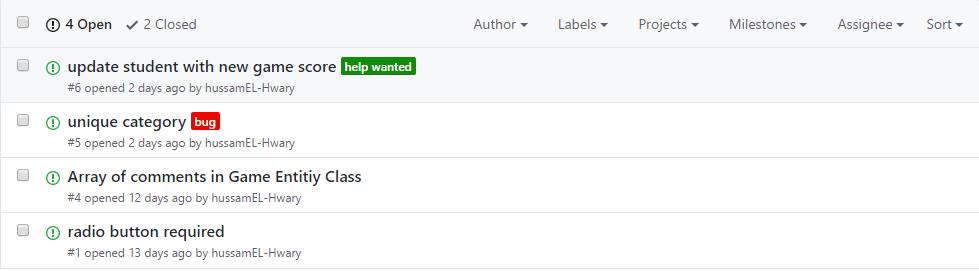 4 Open 2 Closed Author Labels Projects Milestones Assignee Sort
update student with new game score help wanted
#6 opened 2 days ago by hussamEL-Hwary
unique category bug
#5 opened 2 days ago by hussamEL-Hwary
Array of comments in Game Entitiy Class
#4 opened 12 days ago by hussamEL-Hwary
radio button required
#1 opened 13 days ago by hussamEL-Hwary